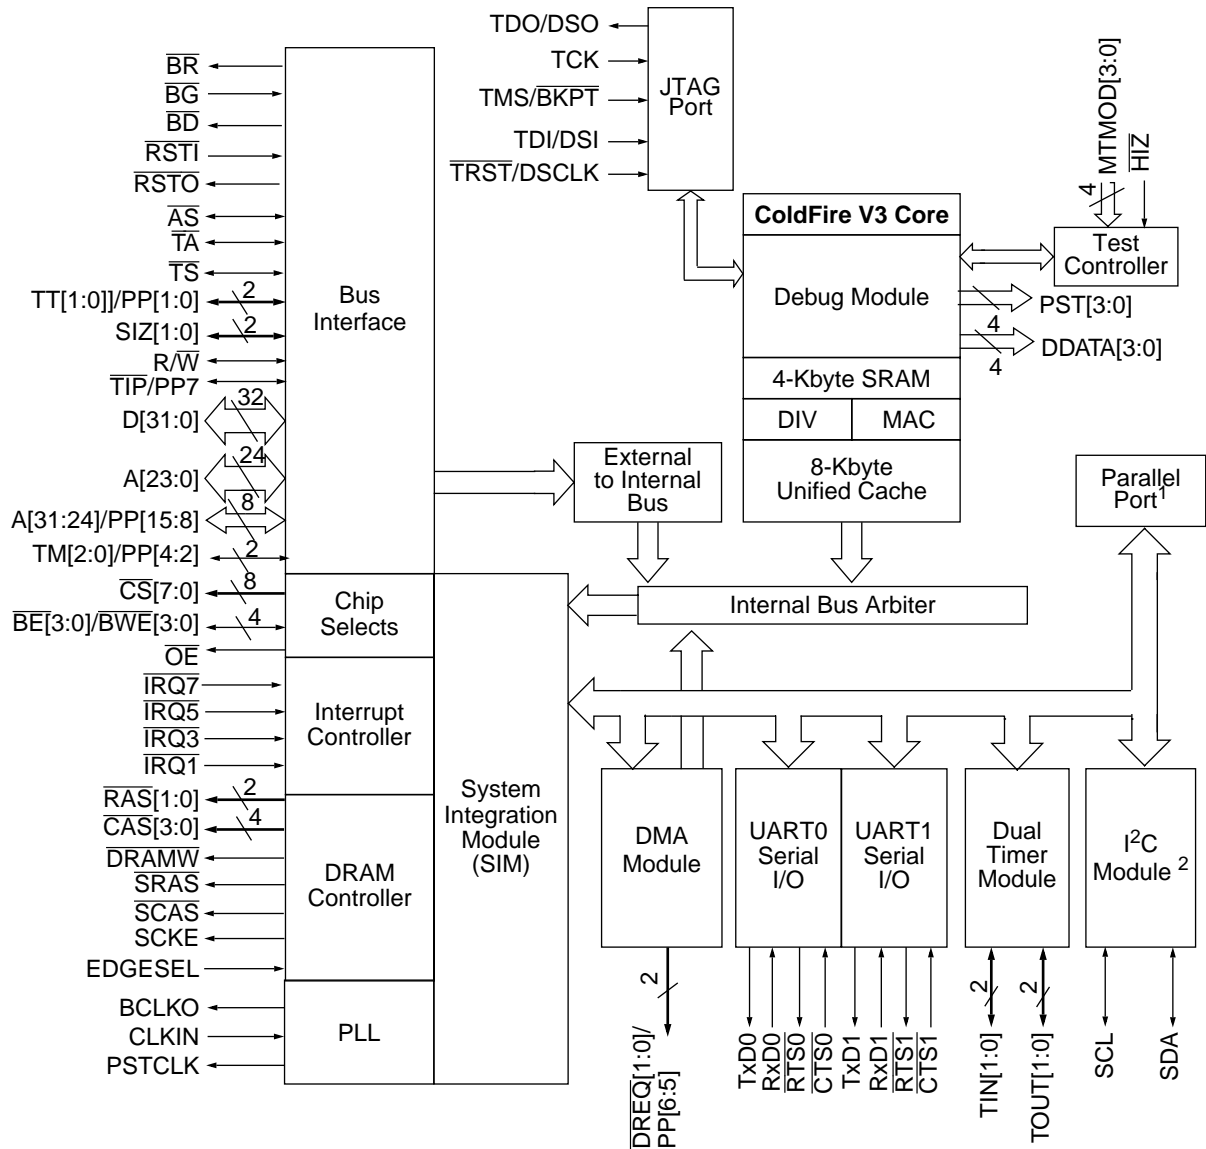 TDO/DSO
TCK
TMS/BKPT
TDI/DSI
TRST/DSCLK
JTAG
Port
MTMOD[3:0]
HIZ
4
Test
Controller
BR
BG
BD
RSTI
RSTO
AS
TA
TS
TT[1:0]]/PP[1:0]
2
SIZ[1:0]
2
R/W
TIP/PP7
D[31:0]
32
A[23:0]
24
A[31:24]/PP[15:8]
8
TM[2:0]/PP[4:2]
2
CS[7:0]
8
BE[3:0]/BWE[3:0]
4
OE
IRQ7
IRQ5
IRQ3
IRQ1
RAS[1:0]
2
CAS[3:0]
4
DRAMW
SRAS
SCAS
SCKE
EDGESEL
BCLKO
CLKIN
PSTCLK
Bus
Interface
Chip
Selects
Interrupt
Controller
DRAM
Controller
PLL
System
Integration
Module
(SIM)
ColdFire V3 Core
Debug Module
4-Kbyte SRAM
DIV
MAC
8-Kbyte
Unified Cache
PST[3:0]
4
DDATA[3:0]
4
External
to Internal
Bus
Internal Bus Arbiter
Parallel
Port1
DMA
Module
UART0
Serial
I/O
UART1
Serial
I/O
Dual
Timer
Module
I2C
Module 2
2
DREQ[1:0]/
PP[6:5]
TxD0
RxD0
RTS0
CTS0
TxD1
RxD1
RTS1
CTS1
2
TIN[1:0]
2
TOUT[1:0]
SCL
SDA